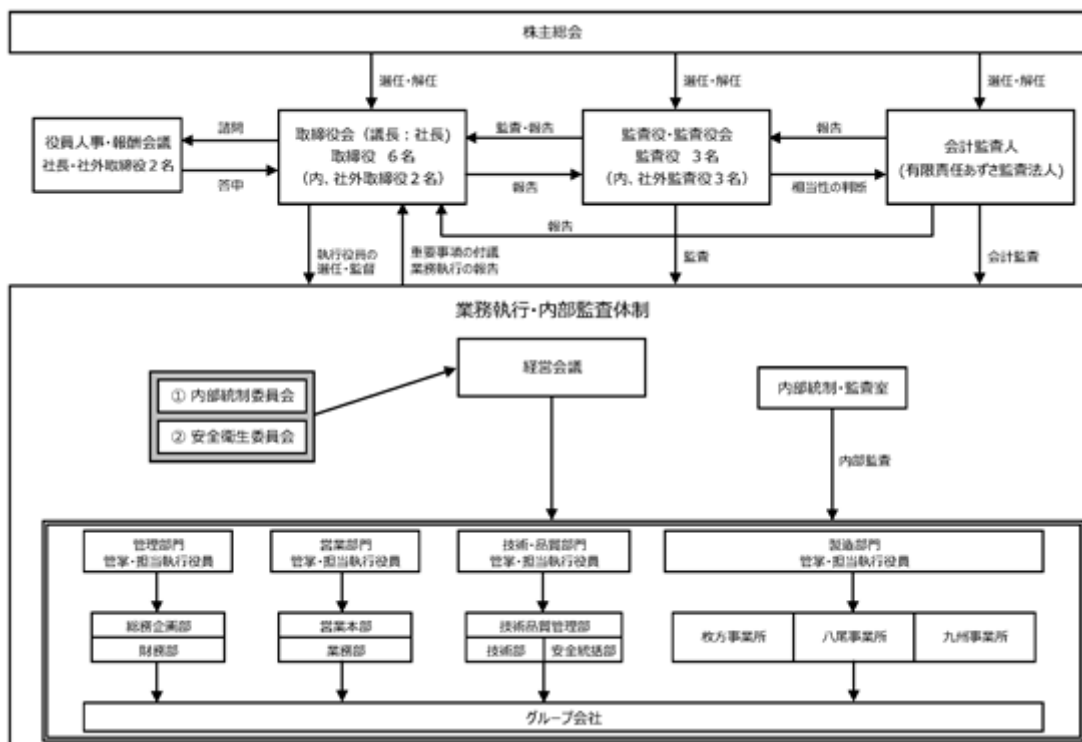 株主総会
選任・解任
選任・解任
選任・解任
役員人事・報酬会議
社長・社外取締役2名
諮問
答申
取締役会(議長:社長)
取締役 6名
(内、社外取締役2名)
監査・報告
報告
監査役・監査役会
監査役 3名
(内、社外監査役3名)
報告
相当性の判断
会計監査人
(有限責任あずさ監査法人)
報告
執行役員の
選任・監督
重要事項の付議
業務執行の報告
監査
会計監査
業務執行・内部監査体制
経営会議
① 内部統制委員会
② 安全衛生委員会
内部統制・監査室
内部監査
管理部門
管掌・担当執行役員
営業部門
管掌・担当執行役員
技術・品質部門
管掌・担当執行役員
製造部門
管掌・担当執行役員
総務企画部
財務部
営業本部
業務部
技術品質管理部
技術部
安全統括部
枚方事業所
八尾事業所
九州事業所
グループ会社